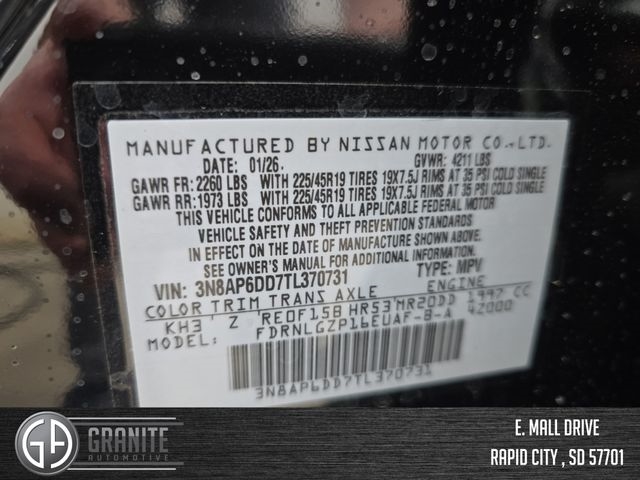 MANUFACTURED BY NISSAN MOTOR CO.,LTD.
DATE: 01/26. GVWR: 4211 LBS
GAWR FR: 2260 LBS WITH 225/45R19 TIRES 19X7.5J RIMS AT 35 PSI COLD SINGLE
GAWR RR: 1973 LBS WITH 225/45R19 TIRES 19X7.5J RIMS AT 35 PSI COLD SINGLE
THIS VEHICLE CONFORMS TO ALL APPLICABLE FEDERAL MOTOR
VEHICLE SAFETY AND THEFT PREVENTION STANDARDS
IN EFFECT ON THE DATE OF MANUFACTURE SHOWN ABOVE.
SEE OWNER'S MANUAL FOR ADDITIONAL INFORMATION
VIN: 3N8AP6DD7TL370731 TYPE: MPV
COLOR TRIM TRANS AXLE ENGINE
KH3 Z RE0F15B HR53 MR20DD 1997 CC
FDRNLGZP16EUAF-B-A 4Z000
3N8AP6DD7TL370731
GA GRANITE
AUTOMOTIVE
E. MALL DRIVE
RAPID CITY , SD 57701